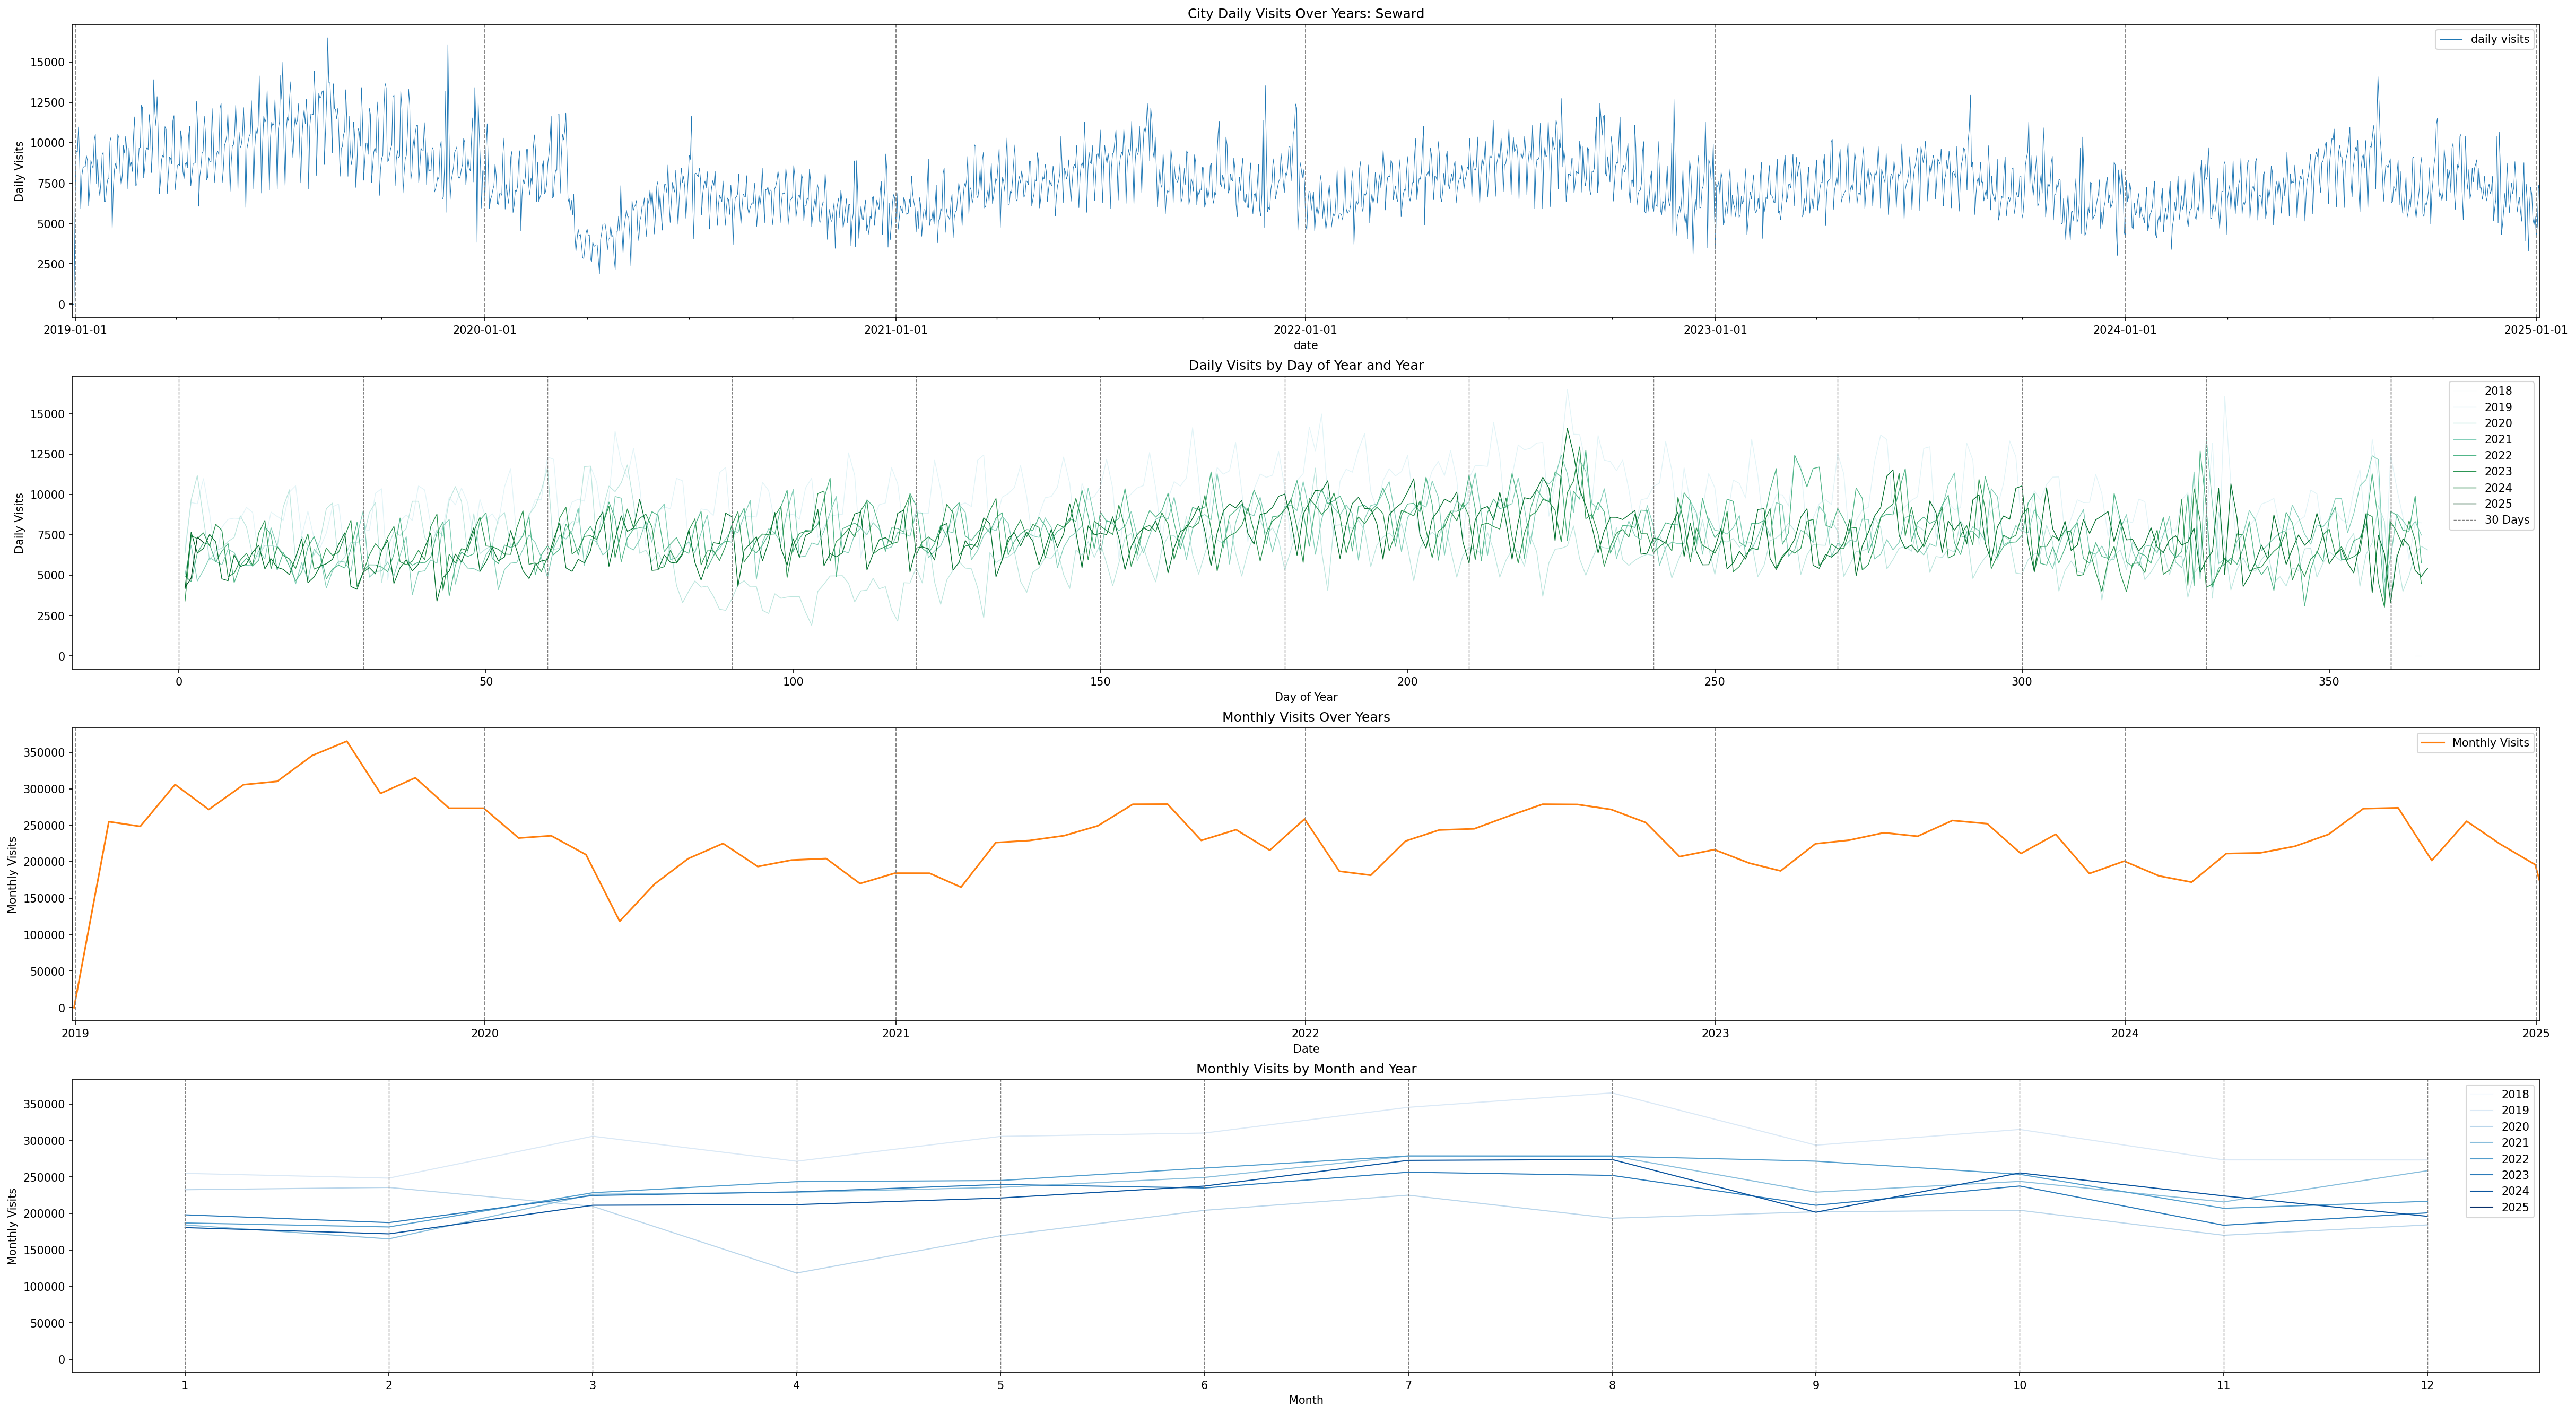 City Daily Visits Over Years: Seward
daily visits
15000
12500
10000
7500
5000
2500
0
Daily Visits
2019-01-01 2020-01-01 2021-01-01 2022-01-01 2023-01-01 2024-01-01 2025-01-01
date
Daily Visits by Day of Year and Year
2018
2019
2020
2021
2022
2023
2024
2025
30 Days
15000
12500
10000
7500
5000
2500
0
Daily Visits
0 50 100 150 200 250 300 350
Day of Year
Monthly Visits Over Years
Monthly Visits
350000
300000
250000
200000
150000
100000
50000
0
Monthly Visits
2019 2020 2021 2022 2023 2024 2025
Date
Monthly Visits by Month and Year
2018
2019
2020
2021
2022
2023
2024
2025
350000
300000
250000
200000
150000
100000
50000
0
Monthly Visits
1 2 3 4 5 6 7 8 9 10 11 12
Month